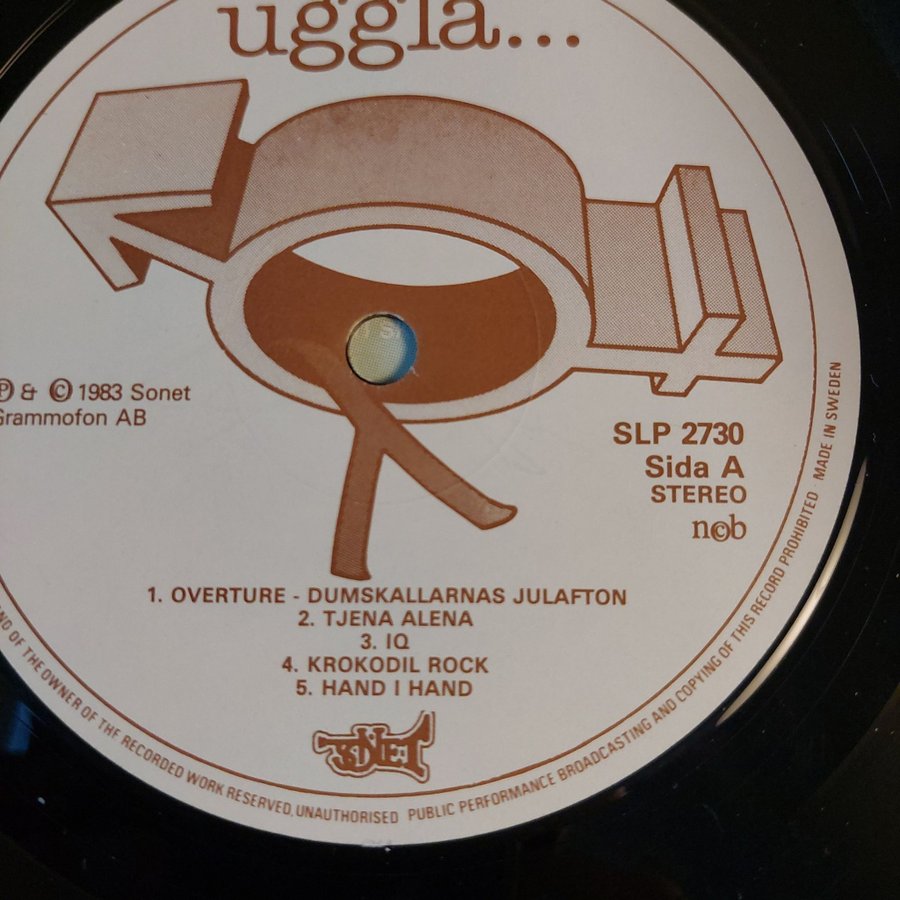 uggla...
Ⓟ & © 1983 Sonet
Grammofon AB
SLP 2730
Sida A
STEREO
n©b
1. OVERTURE - DUMSKALLARNAS JULAFTON
2. TJENA ALENA
3. IQ
4. KROKODIL ROCK
5. HAND I HAND
SONET
OF THE OWNER OF THE RECORDED WORK RESERVED, UNAUTHORISED PUBLIC PERFORMANCE BROADCASTING AND COPYING OF THIS RECORD PROHIBITED · MADE IN SWEDEN